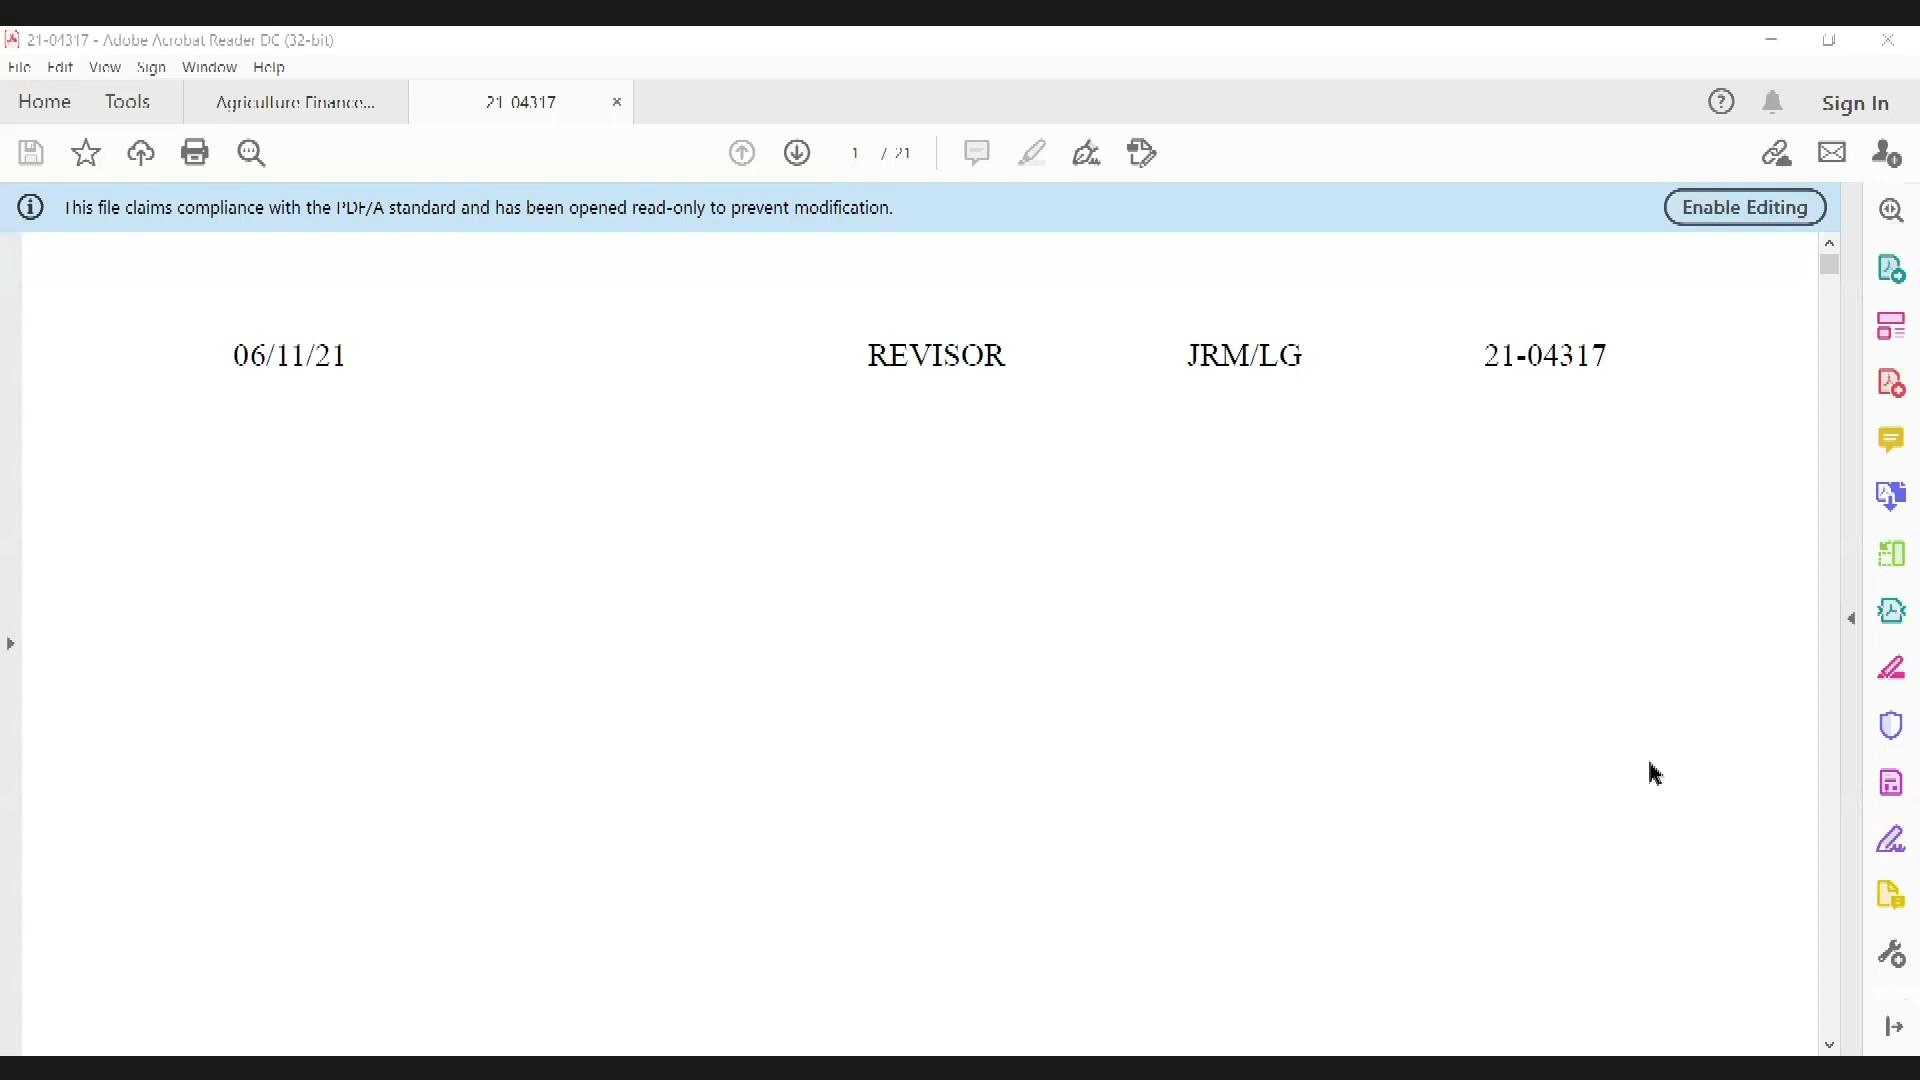 21-04317 - Adobe Acrobat Reader DC (32-bit)
File Edit View Sign Window Help
Home Tools Agriculture Finance... 21-04317 × Sign In
1 / 21
This file claims compliance with the PDF/A standard and has been opened read-only to prevent modification. Enable Editing
06/11/21 REVISOR JRM/LG 21-04317